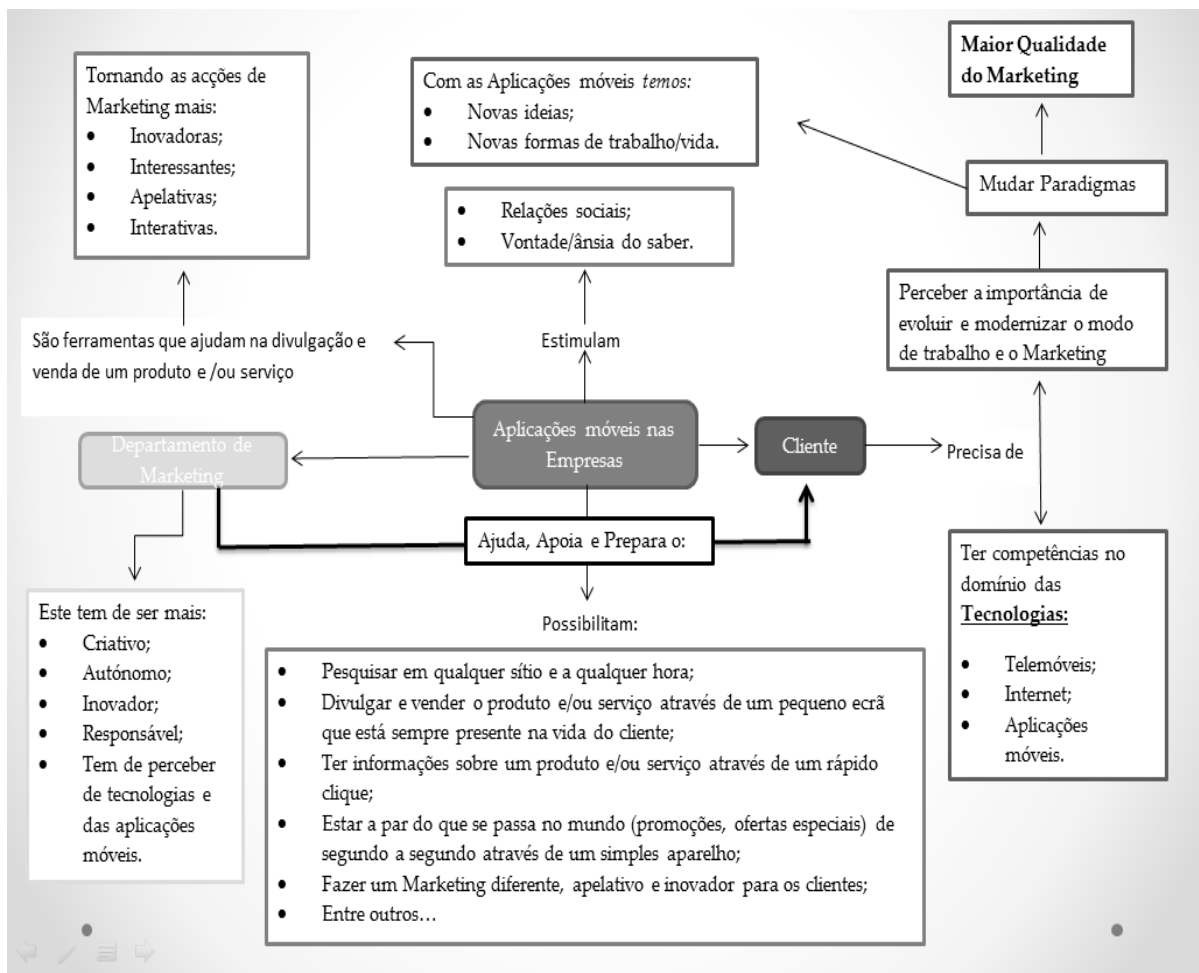 Tornando as acções de
Marketing mais:
• Inovadoras;
• Interessantes;
• Apelativas;
• Interativas.
Com as Aplicações móveis temos:
• Novas ideias;
• Novas formas de trabalho/vida.
Maior Qualidade
do Marketing
Mudar Paradigmas
• Relações sociais;
• Vontade/ânsia do saber.
Perceber a importância de
evoluir e modernizar o modo
de trabalho e o Marketing
São ferramentas que ajudam na divulgação e
venda de um produto e /ou serviço
Estimulam
Departamento de
Marketing
Aplicações móveis nas
Empresas
Cliente
Precisa de
Ajuda, Apoia e Prepara o:
Ter competências no
domínio das
Tecnologias:
• Telemóveis;
• Internet;
• Aplicações
móveis.
Este tem de ser mais:
• Criativo;
• Autónomo;
• Inovador;
• Responsável;
• Tem de perceber
de tecnologias e
das aplicações
móveis.
Possibilitam:
• Pesquisar em qualquer sítio e a qualquer hora;
• Divulgar e vender o produto e/ou serviço através de um pequeno ecrã
que está sempre presente na vida do cliente;
• Ter informações sobre um produto e/ou serviço através de um rápido
clique;
• Estar a par do que se passa no mundo (promoções, ofertas especiais) de
segundo a segundo através de um simples aparelho;
• Fazer um Marketing diferente, apelativo e inovador para os clientes;
• Entre outros…